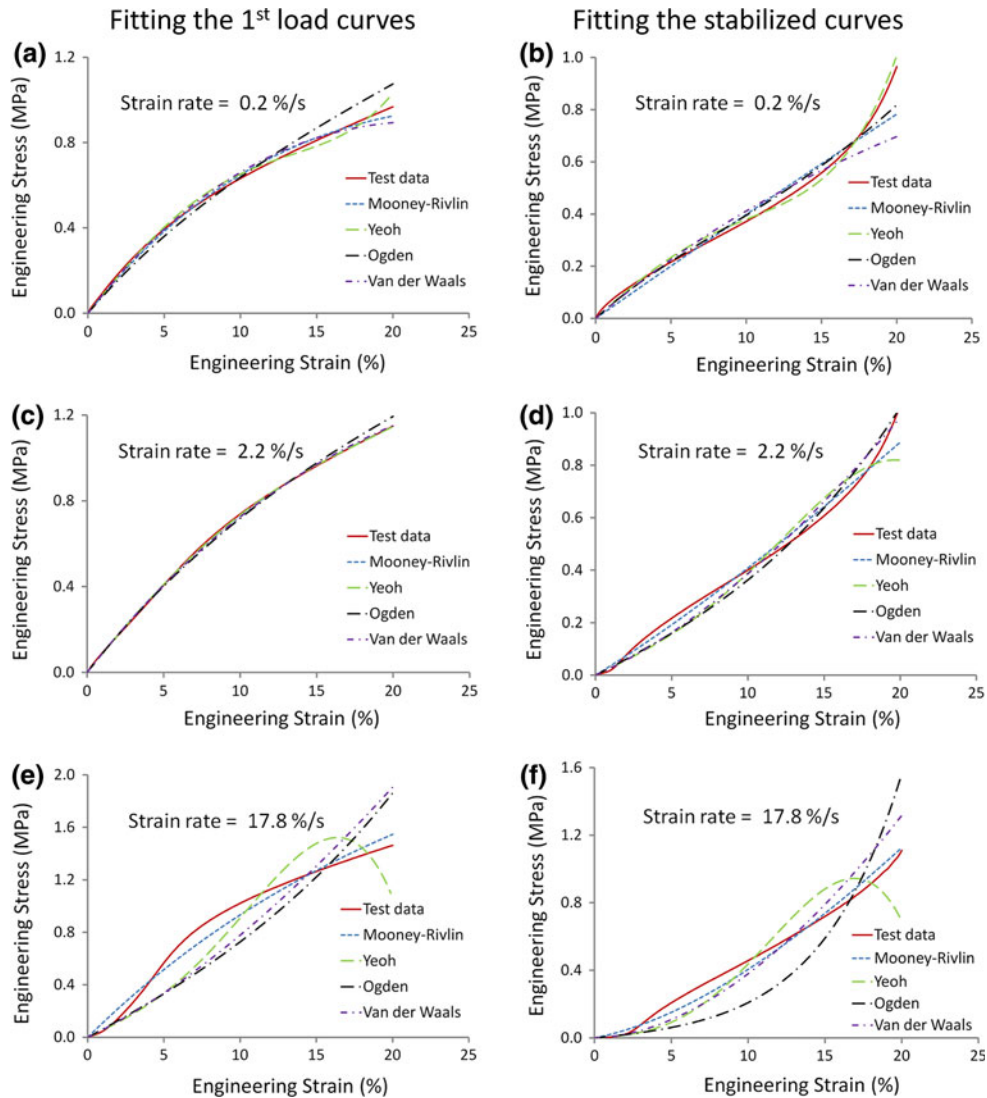 Fitting the 1st load curves
Fitting the stabilized curves
(a)
1.2
0.8
0.4
0.0
Engineering Stress (MPa)
Strain rate = 0.2 %/s
Test data
Mooney-Rivlin
Yeoh
Ogden
Van der Waals
0 5 10 15 20 25
Engineering Strain (%)
(b)
1.0
0.8
0.6
0.4
0.2
0.0
Engineering Stress (MPa)
Strain rate = 0.2 %/s
Test data
Mooney-Rivlin
Yeoh
Ogden
Van der Waals
0 5 10 15 20 25
Engineering Strain (%)
(c)
1.2
0.8
0.4
0.0
Engineering Stress (MPa)
Strain rate = 2.2 %/s
Test data
Mooney-Rivlin
Yeoh
Ogden
Van der Waals
0 5 10 15 20 25
Engineering Strain (%)
(d)
1.0
0.8
0.6
0.4
0.2
0.0
Engineering Stress (MPa)
Strain rate = 2.2 %/s
Test data
Mooney-Rivlin
Yeoh
Ogden
Van der Waals
0 5 10 15 20 25
Engineering Strain (%)
(e)
2.0
1.6
1.2
0.8
0.4
0.0
Engineering Stress (MPa)
Strain rate = 17.8 %/s
Test data
Mooney-Rivlin
Yeoh
Ogden
Van der Waals
0 5 10 15 20 25
Engineering Strain (%)
(f)
1.6
1.2
0.8
0.4
0.0
Engineering Stress (MPa)
Strain rate = 17.8 %/s
Test data
Mooney-Rivlin
Yeoh
Ogden
Van der Waals
0 5 10 15 20 25
Engineering Strain (%)